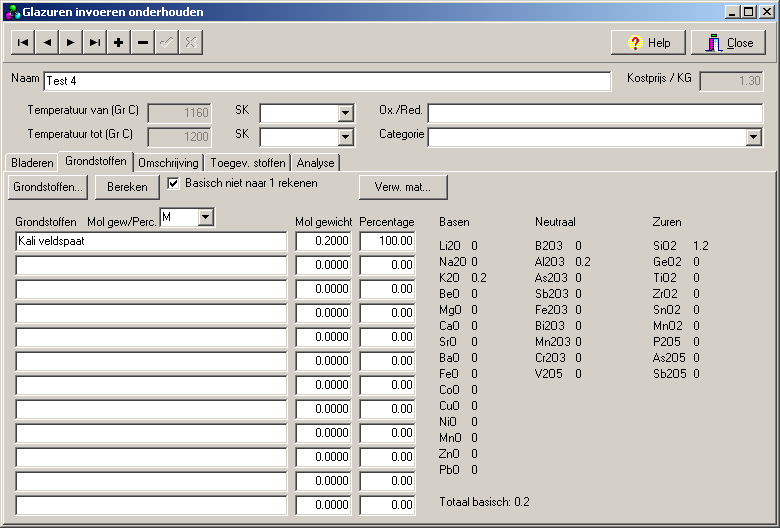 Glazuren invoeren onderhouden
Help Close
Naam Test 4 Kostprijs / KG 1.30
Temperatuur van (Gr C) 1160 SK Ox./Red.
Temperatuur tot (Gr C) 1200 SK Categorie
Bladeren Grondstoffen Omschrijving Toegev. stoffen Analyse
Grondstoffen... Bereken Basisch niet naar 1 rekenen Verw. mat...
Grondstoffen Mol gew/Perc. M Mol gewicht Percentage Basen Neutraal Zuren
Kali veldspaat 0.2000 100.00 Li2O 0 B2O3 0 SiO2 1.2
0.0000 0.00 Na2O 0 Al2O3 0.2 GeO2 0
0.0000 0.00 K2O 0.2 As2O3 0 TiO2 0
0.0000 0.00 BeO 0 Sb2O3 0 ZrO2 0
0.0000 0.00 MgO 0 Fe2O3 0 SnO2 0
0.0000 0.00 CaO 0 Bi2O3 0 MnO2 0
0.0000 0.00 SrO 0 Mn2O3 0 P2O5 0
0.0000 0.00 BaO 0 Cr2O3 0 As2O5 0
0.0000 0.00 FeO 0 V2O5 0 Sb2O5 0
0.0000 0.00 CoO 0
0.0000 0.00 CuO 0
0.0000 0.00 NiO 0
MnO 0
ZnO 0
PbO 0
Totaal basisch: 0.2